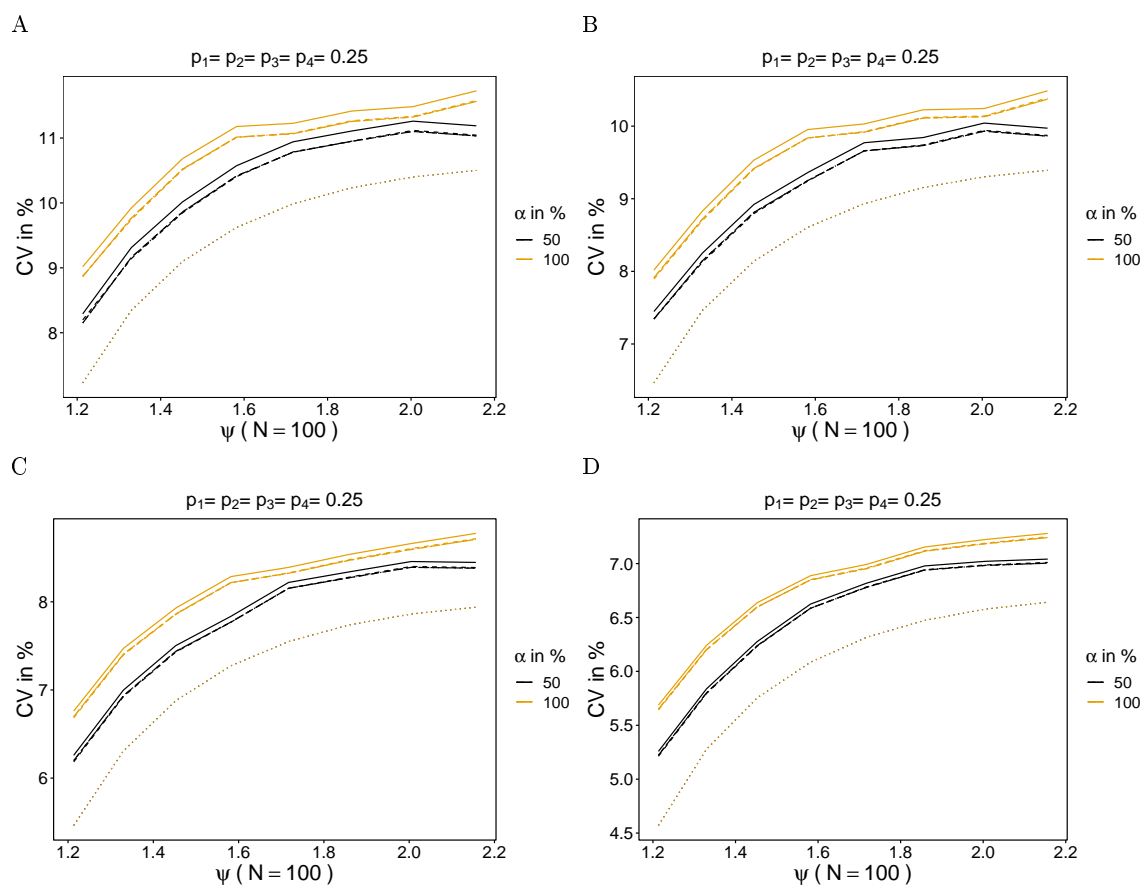 A
p₁= p₂= p₃= p₄= 0.25
CV in %
11
10
9
8
1.2 1.4 1.6 1.8 2.0 2.2
ψ ( N = 100 )
α in %
50
100
B
p₁= p₂= p₃= p₄= 0.25
CV in %
10
9
8
7
1.2 1.4 1.6 1.8 2.0 2.2
ψ ( N = 100 )
α in %
50
100
C
p₁= p₂= p₃= p₄= 0.25
CV in %
8
7
6
1.2 1.4 1.6 1.8 2.0 2.2
ψ ( N = 100 )
α in %
50
100
D
p₁= p₂= p₃= p₄= 0.25
CV in %
7.0
6.5
6.0
5.5
5.0
4.5
1.2 1.4 1.6 1.8 2.0 2.2
ψ ( N = 100 )
α in %
50
100